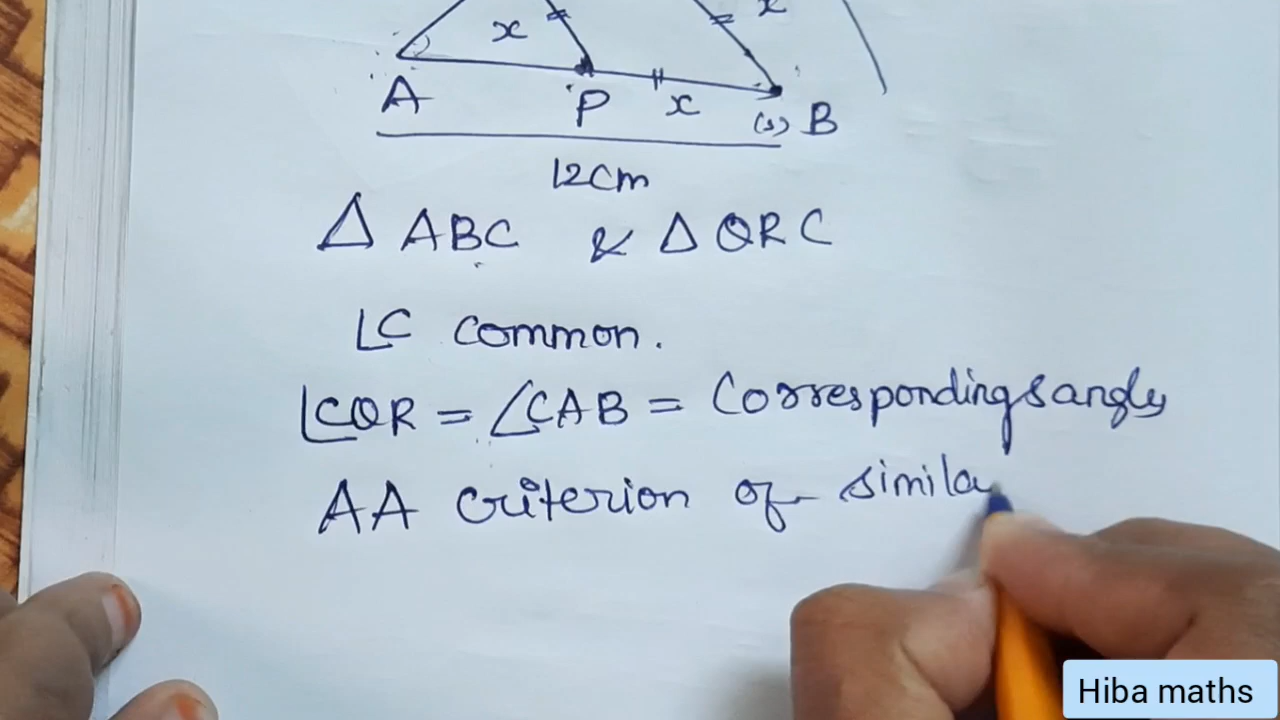 x x
A P x (s) B
12cm
Δ ABC & Δ QRC
∠C common.
∠CQR = ∠CAB = Correspondings angles
AA criterion of simila
Hiba maths